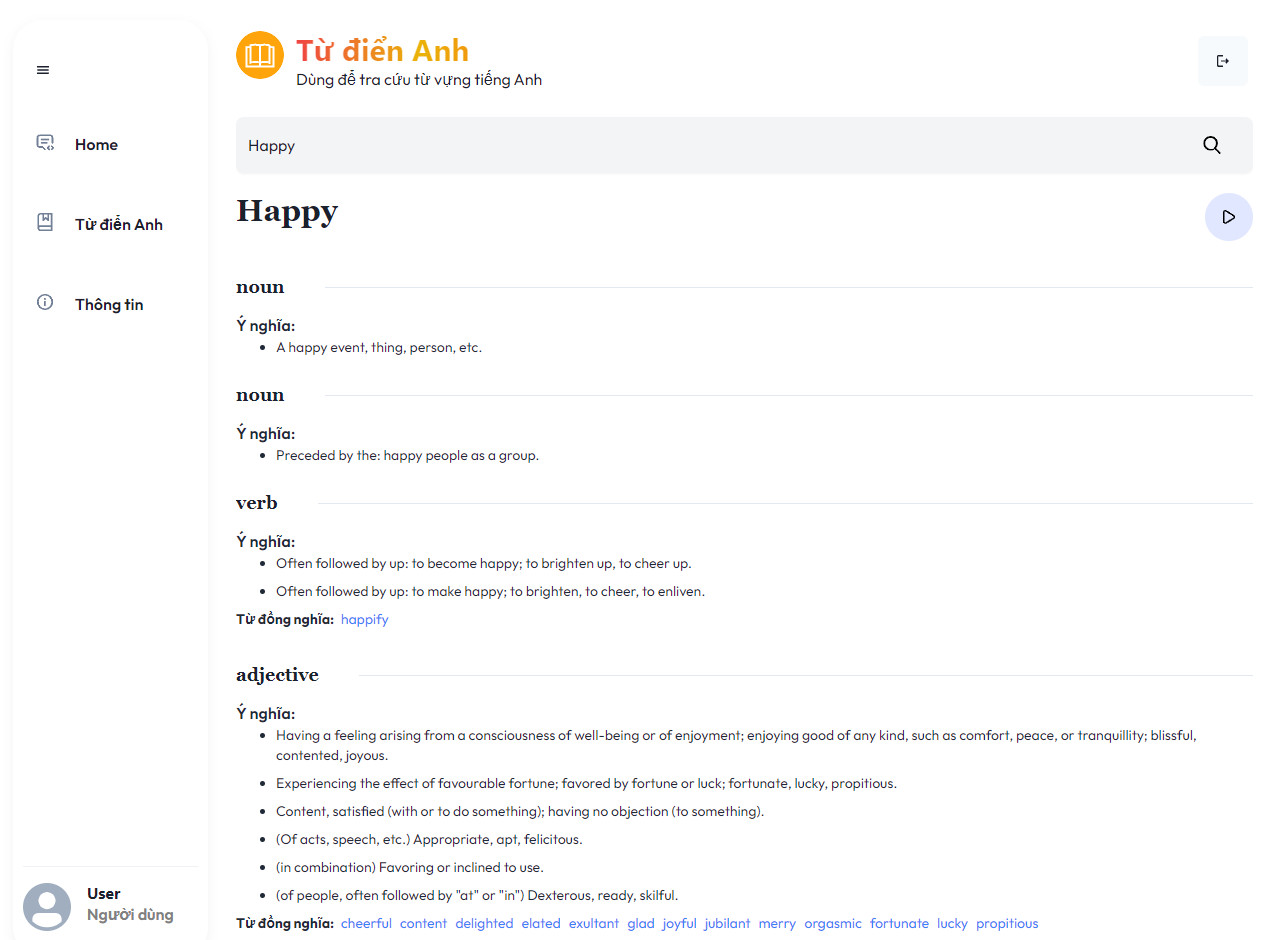 Từ điển Anh
Dùng để tra cứu từ vựng tiếng Anh
Home
Từ điển Anh
Thông tin
User
Người dùng
Happy
Happy
noun
Ý nghĩa:
A happy event, thing, person, etc.
noun
Ý nghĩa:
Preceded by the: happy people as a group.
verb
Ý nghĩa:
Often followed by up: to become happy; to brighten up, to cheer up.
Often followed by up: to make happy; to brighten, to cheer, to enliven.
Từ đồng nghĩa: happify
adjective
Ý nghĩa:
Having a feeling arising from a consciousness of well-being or of enjoyment; enjoying good of any kind, such as comfort, peace, or tranquillity; blissful,
contented, joyous.
Experiencing the effect of favourable fortune; favored by fortune or luck; fortunate, lucky, propitious.
Content, satisfied (with or to do something); having no objection (to something).
(Of acts, speech, etc.) Appropriate, apt, felicitous.
(in combination) Favoring or inclined to use.
(of people, often followed by "at" or "in") Dexterous, ready, skilful.
Từ đồng nghĩa: cheerful content delighted elated exultant glad joyful jubilant merry orgasmic fortunate lucky propitious